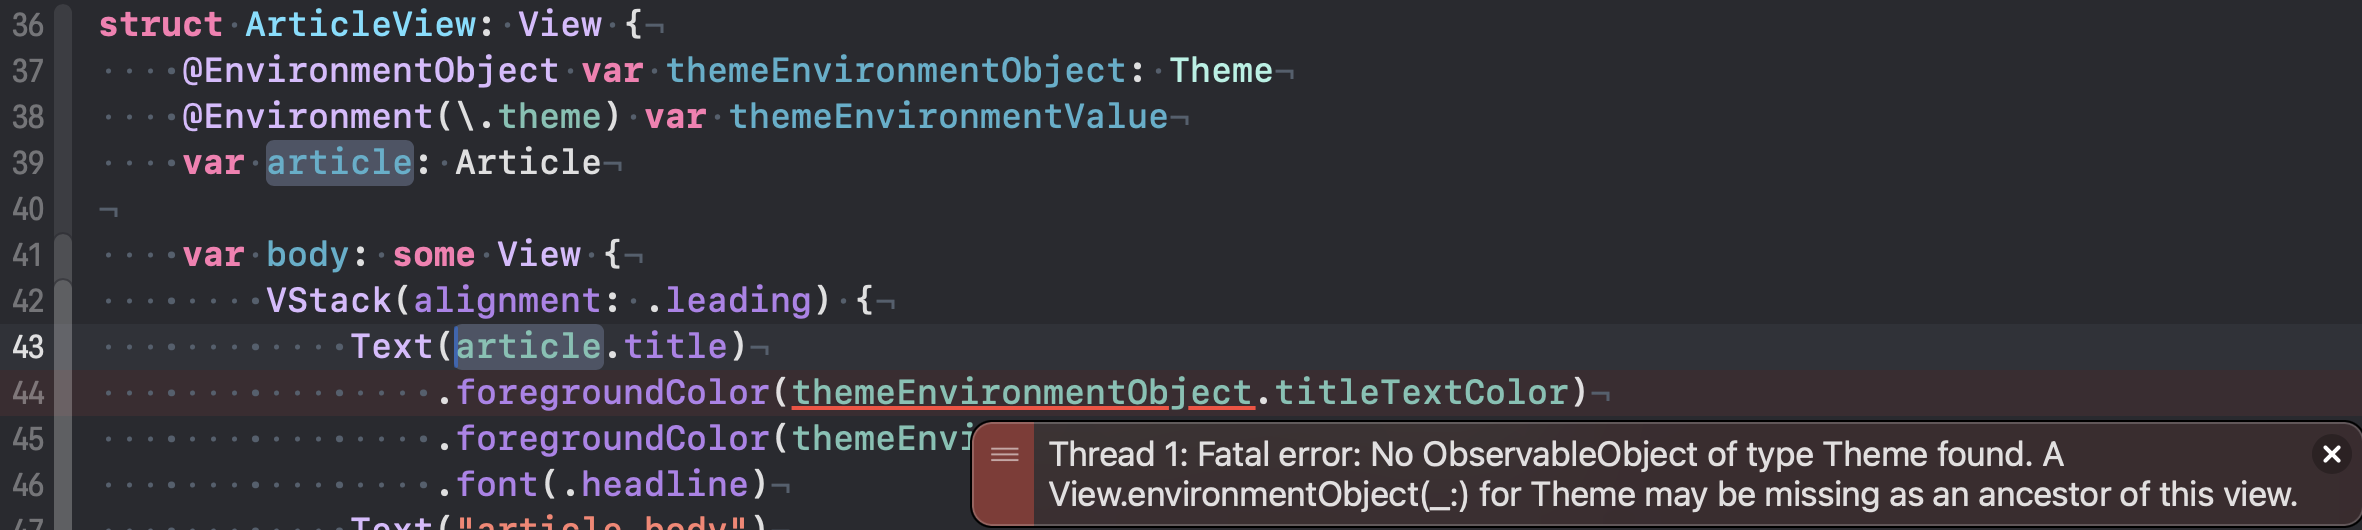 36 struct ArticleView: View {
37     @EnvironmentObject var themeEnvironmentObject: Theme
38     @Environment(\.theme) var themeEnvironmentValue
39     var article: Article
40
41     var body: some View {
42         VStack(alignment: .leading) {
43             Text(article.title)
44                 .foregroundColor(themeEnvironmentObject.titleTextColor)
45                 .foregroundColor(themeEnvi
Thread 1: Fatal error: No ObservableObject of type Theme found. A
View.environmentObject(_:) for Theme may be missing as an ancestor of this view.
46                 .font(.headline)
47             Text("article.body")